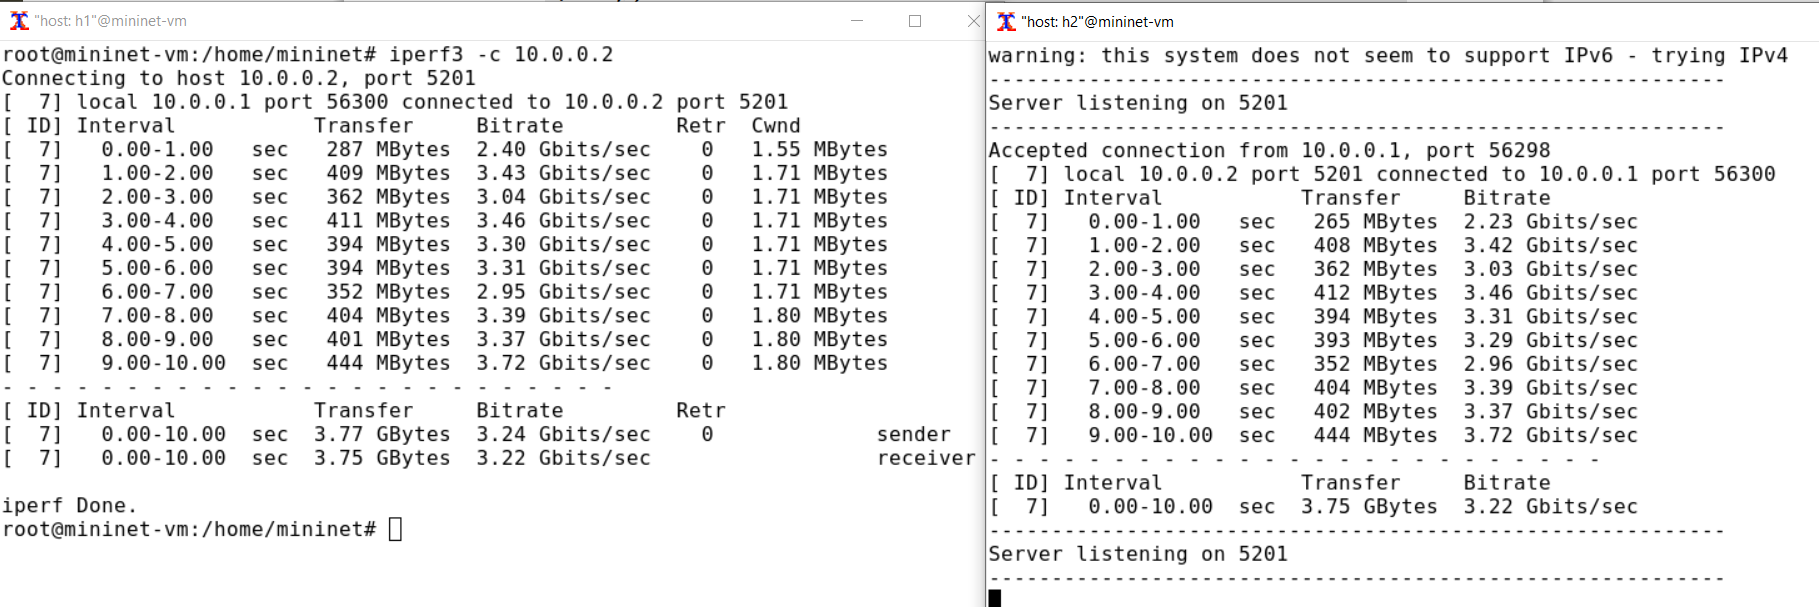 "host: h1"@mininet-vm
root@mininet-vm:/home/mininet# iperf3 -c 10.0.0.2
Connecting to host 10.0.0.2, port 5201
[  7] local 10.0.0.1 port 56300 connected to 10.0.0.2 port 5201
[ ID] Interval           Transfer     Bitrate         Retr  Cwnd
[  7]   0.00-1.00   sec   287 MBytes  2.40 Gbits/sec    0   1.55 MBytes
[  7]   1.00-2.00   sec   409 MBytes  3.43 Gbits/sec    0   1.71 MBytes
[  7]   2.00-3.00   sec   362 MBytes  3.04 Gbits/sec    0   1.71 MBytes
[  7]   3.00-4.00   sec   411 MBytes  3.46 Gbits/sec    0   1.71 MBytes
[  7]   4.00-5.00   sec   394 MBytes  3.30 Gbits/sec    0   1.71 MBytes
[  7]   5.00-6.00   sec   394 MBytes  3.31 Gbits/sec    0   1.71 MBytes
[  7]   6.00-7.00   sec   352 MBytes  2.95 Gbits/sec    0   1.71 MBytes
[  7]   7.00-8.00   sec   404 MBytes  3.39 Gbits/sec    0   1.80 MBytes
[  7]   8.00-9.00   sec   401 MBytes  3.37 Gbits/sec    0   1.80 MBytes
[  7]   9.00-10.00  sec   444 MBytes  3.72 Gbits/sec    0   1.80 MBytes
- - - - - - - - - - - - - - - - - - - - - - - - -
[ ID] Interval           Transfer     Bitrate         Retr
[  7]   0.00-10.00  sec  3.77 GBytes  3.24 Gbits/sec    0             sender
[  7]   0.00-10.00  sec  3.75 GBytes  3.22 Gbits/sec                  receiver
iperf Done.
root@mininet-vm:/home/mininet#
"host: h2"@mininet-vm
warning: this system does not seem to support IPv6 - trying IPv4
-----------------------------------------------------------
Server listening on 5201
-----------------------------------------------------------
Accepted connection from 10.0.0.1, port 56298
[  7] local 10.0.0.2 port 5201 connected to 10.0.0.1 port 56300
[ ID] Interval           Transfer     Bitrate
[  7]   0.00-1.00   sec   265 MBytes  2.23 Gbits/sec
[  7]   1.00-2.00   sec   408 MBytes  3.42 Gbits/sec
[  7]   2.00-3.00   sec   362 MBytes  3.03 Gbits/sec
[  7]   3.00-4.00   sec   412 MBytes  3.46 Gbits/sec
[  7]   4.00-5.00   sec   394 MBytes  3.31 Gbits/sec
[  7]   5.00-6.00   sec   393 MBytes  3.29 Gbits/sec
[  7]   6.00-7.00   sec   352 MBytes  2.96 Gbits/sec
[  7]   7.00-8.00   sec   404 MBytes  3.39 Gbits/sec
[  7]   8.00-9.00   sec   402 MBytes  3.37 Gbits/sec
[  7]   9.00-10.00  sec   444 MBytes  3.72 Gbits/sec
- - - - - - - - - - - - - - - - - - - - - - - - -
[ ID] Interval           Transfer     Bitrate
[  7]   0.00-10.00  sec  3.75 GBytes  3.22 Gbits/sec
-----------------------------------------------------------
Server listening on 5201
-----------------------------------------------------------